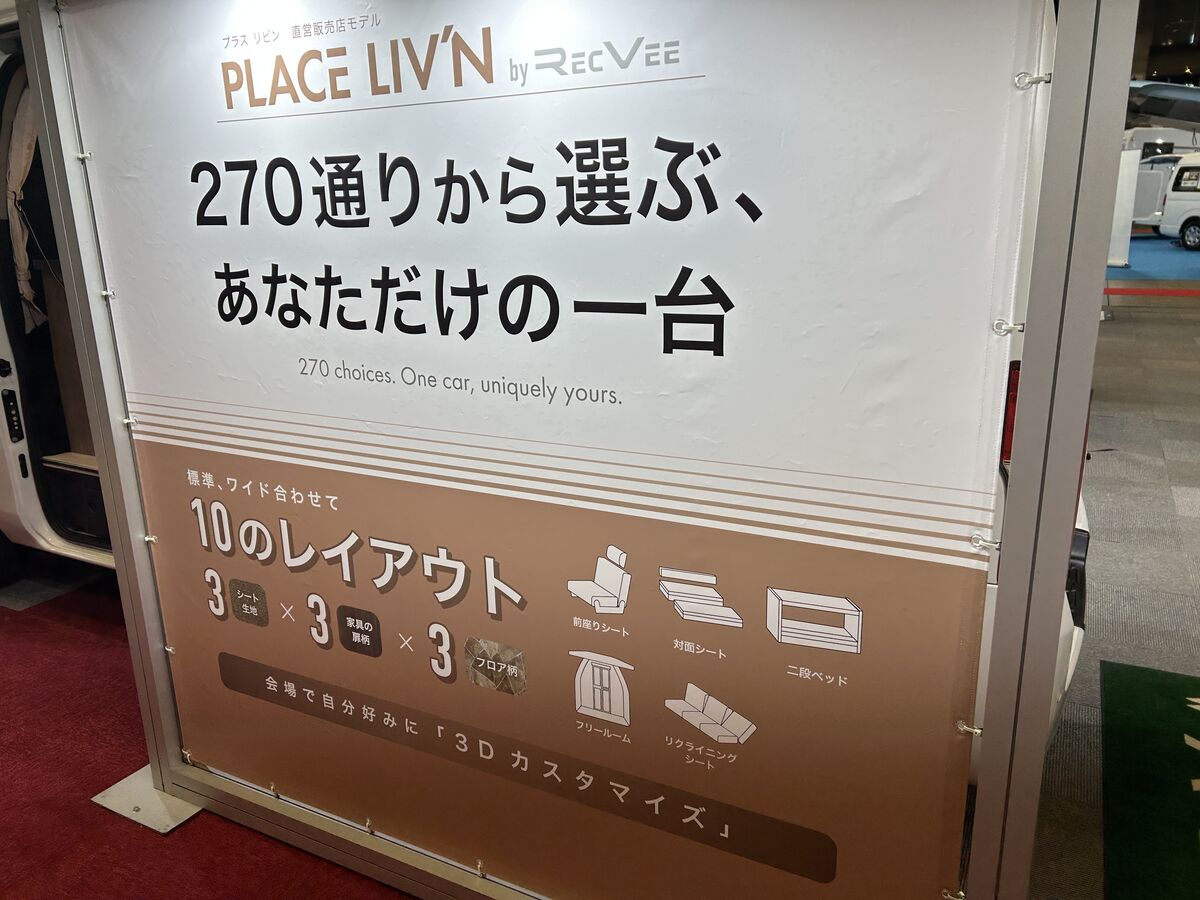 プラス リビン 直営販売店モデル
PLACE LIV'N by RECVEE
270通りから選ぶ、
あなただけの一台
270 choices. One car, uniquely yours.
標準、ワイド合わせて
10のレイアウト
3 シート生地 × 3 家具の扉柄 × 3 フロア柄
会場で自分好みに「3Dカスタマイズ」
前座りシート
対面シート
二段ベッド
フリールーム
リクライニング
シート